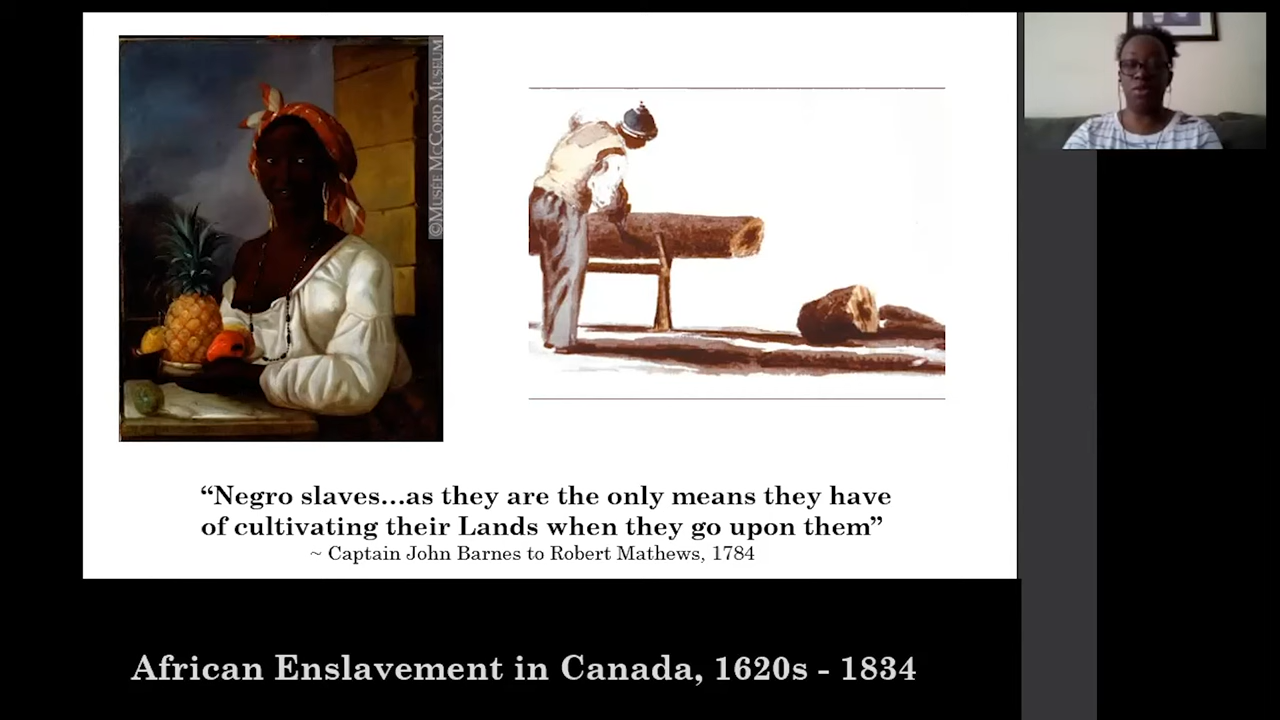 ©Musée McCord Museum
“Negro slaves...as they are the only means they have
of cultivating their Lands when they go upon them”
~ Captain John Barnes to Robert Mathews, 1784
African Enslavement in Canada, 1620s - 1834